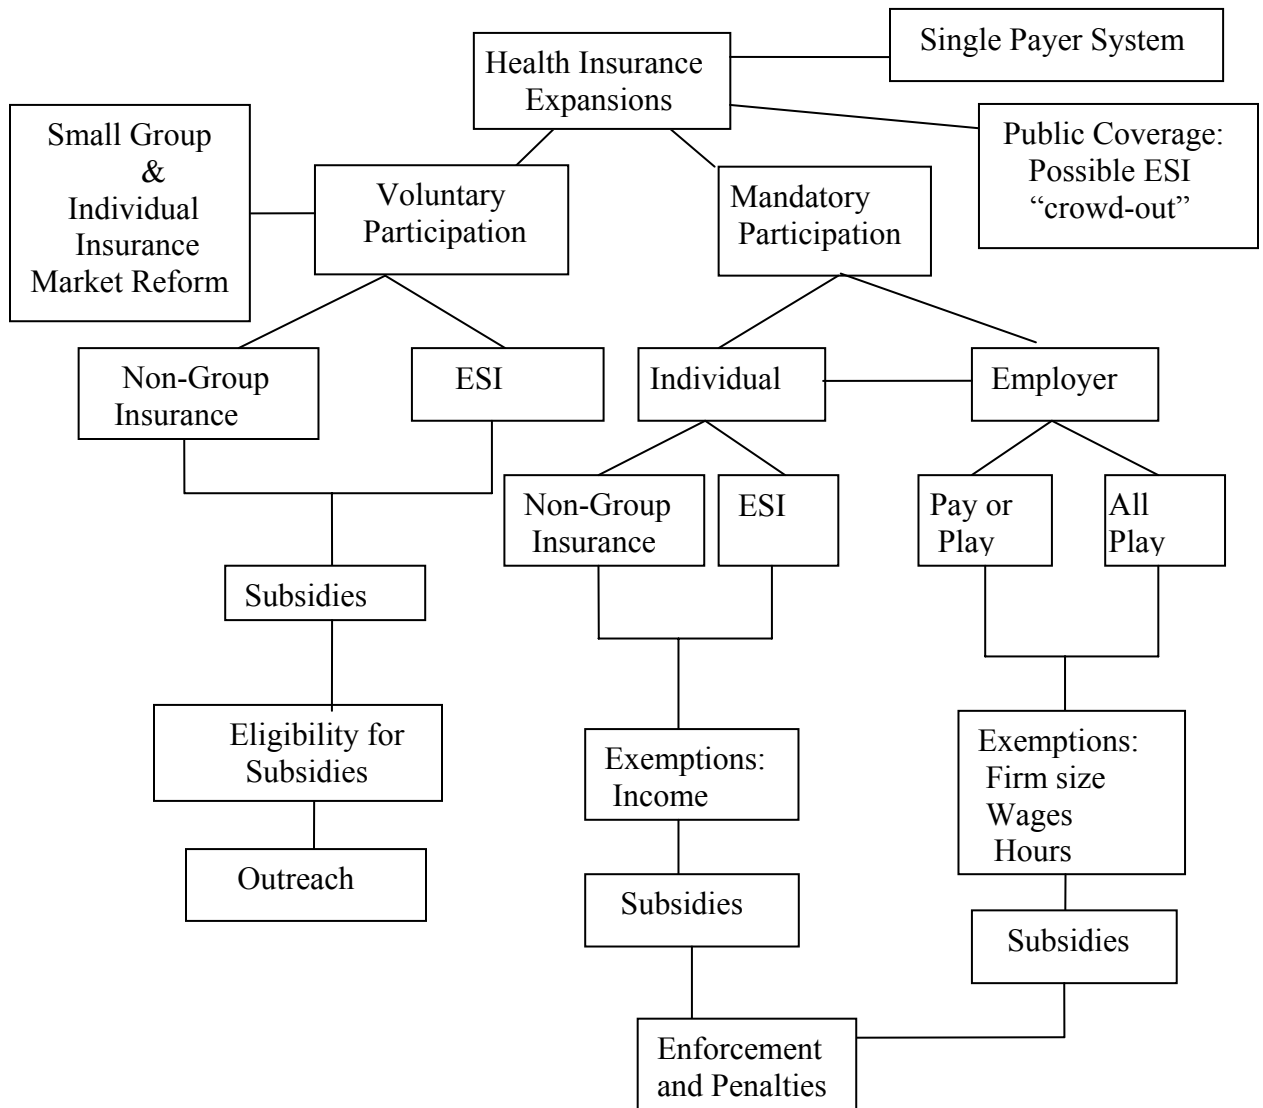 Single Payer System
Health Insurance
Expansions
Public Coverage:
Possible ESI
“crowd-out”
Small Group
&
Individual
Insurance
Market Reform
Voluntary
Participation
Mandatory
Participation
Non-Group
Insurance
ESI
Individual
Employer
Non-Group
Insurance
ESI
Pay or
Play
All
Play
Subsidies
Eligibility for
Subsidies
Outreach
Exemptions:
Income
Subsidies
Exemptions:
Firm size
Wages
Hours
Subsidies
Enforcement
and Penalties